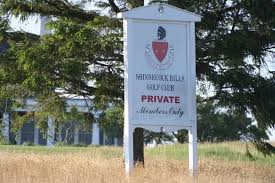 SHINNECOCK HILLS
GOLF CLUB
PRIVATE
Members Only